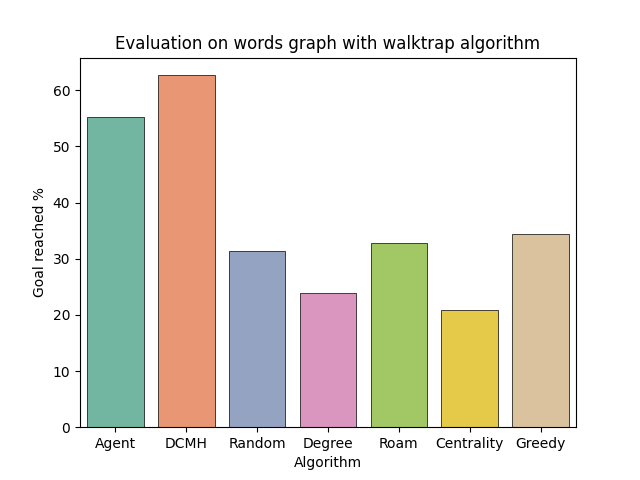 Evaluation on words graph with walktrap algorithm
Goal reached %
60
50
40
30
20
10
0
Agent DCMH Random Degree Roam Centrality Greedy
Algorithm